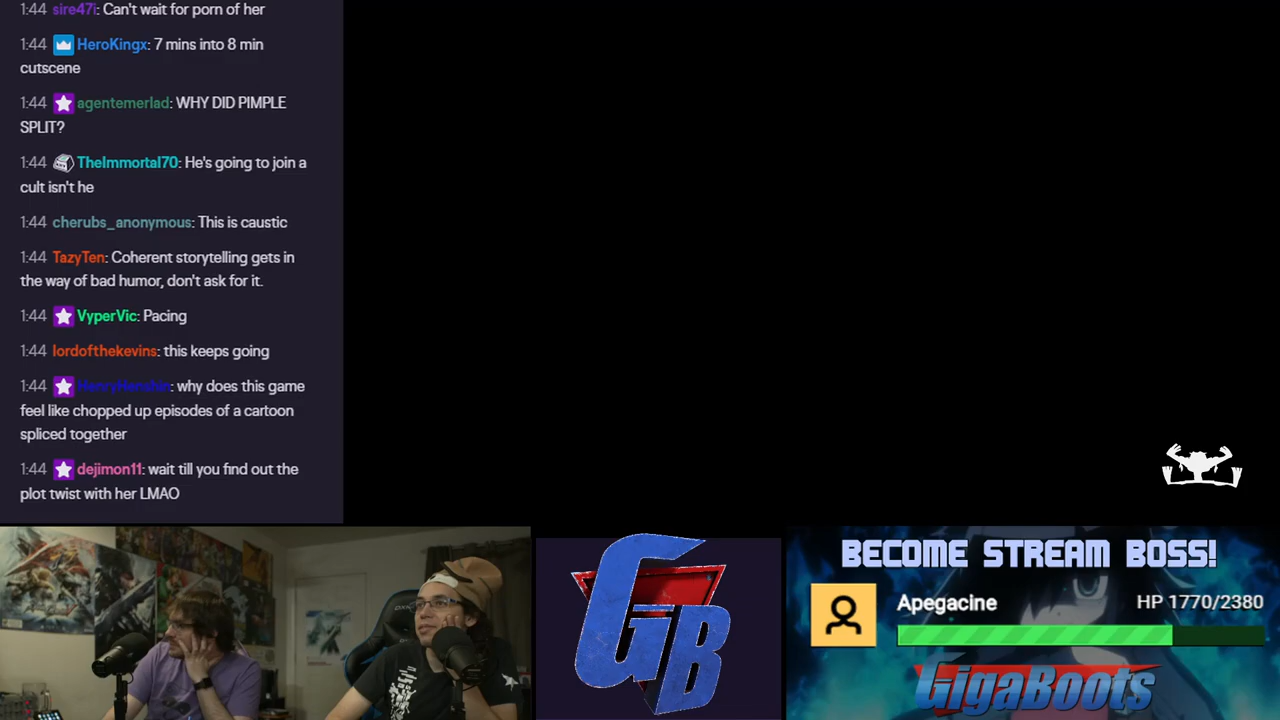 1:44 sire47i: Can't wait for porn of her
1:44 HeroKingx: 7 mins into 8 min
cutscene
1:44 agentemerlad: WHY DID PIMPLE
SPLIT?
1:44 TheImmortal70: He's going to join a
cult isn't he
1:44 cherubs_anonymous: This is caustic
1:44 TazyTen: Coherent storytelling gets in
the way of bad humor, don't ask for it.
1:44 VyperVic: Pacing
1:44 lordofthekevins: this keeps going
1:44 HenryHenshin: why does this game
feel like chopped up episodes of a cartoon
spliced together
1:44 dejimon11: wait till you find out the
plot twist with her LMAO
GB
BECOME STREAM BOSS!
Apegacine HP 1770/2380
GigaBoots